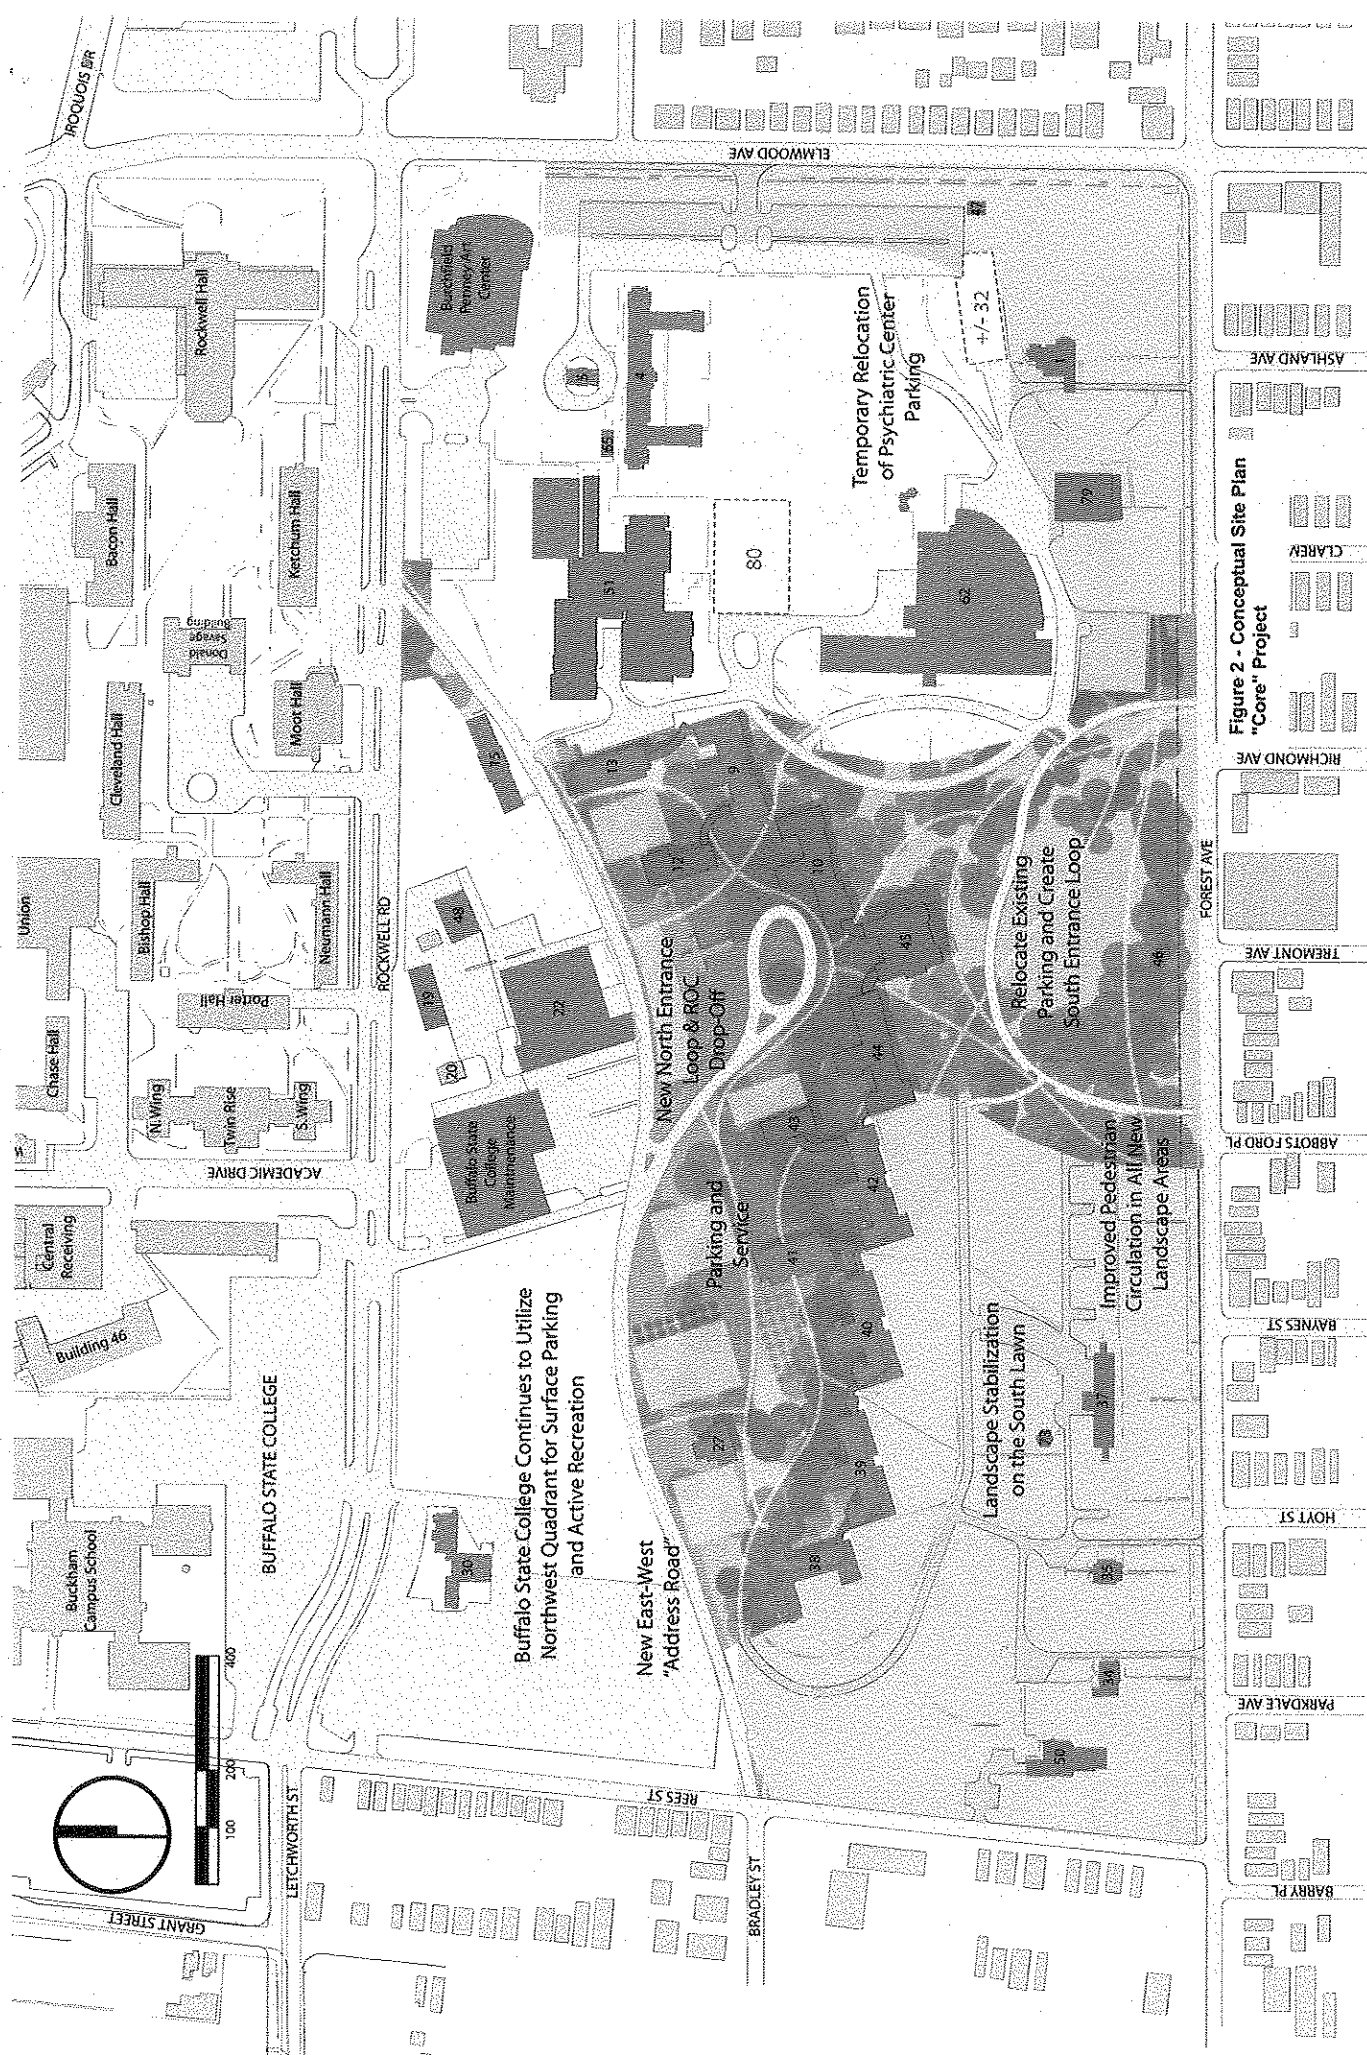 IROQUOIS DR
ELMWOOD AVE
Rockwell Hall
Burchfield
Penney Art
Center
4
65
47
+/- 32
Temporary Relocation
of Psychiatric Center
Parking
1
ASHLAND AVE
Bacon Hall
Ketchum Hall
51
80
62
79
Figure 2 - Conceptual Site Plan
"Core" Project
Donald
Savage
Building
Cleveland Hall
Moot Hall
75
13
9
RICHMOND AVE
Union
Bishop Hall
Neumann Hall
ROCKWELL RD
48
12
10
FOREST AVE
Chase Hall
Porter Hall
19
22
20
45
44
46
New North Entrance
Loop & ROC
Drop-Off
Relocate Existing
Parking and Create
South Entrance Loop
TREMONT AVE
N. Wing
Twin Rise
S. Wing
ACADEMIC DRIVE
Buffalo State
College
Maintenance
43
42
ABBOTS FORD PL
Central
Receiving
Building 46
Parking and
Service
41
40
Improved Pedestrian
Circulation in All New
Landscape Areas
BAYNES ST
BUFFALO STATE COLLEGE
Buffalo State College Continues to Utilize
Northwest Quadrant for Surface Parking
and Active Recreation
27
39
Landscape Stabilization
on the South Lawn
37
HOYT ST
Buckham
Campus School
30
New East-West
"Address Road"
38
35
34
PARKDALE AVE
100
200
400
REES ST
50
LETCHWORTH ST
GRANT STREET
BRADLEY ST
BARRY PL